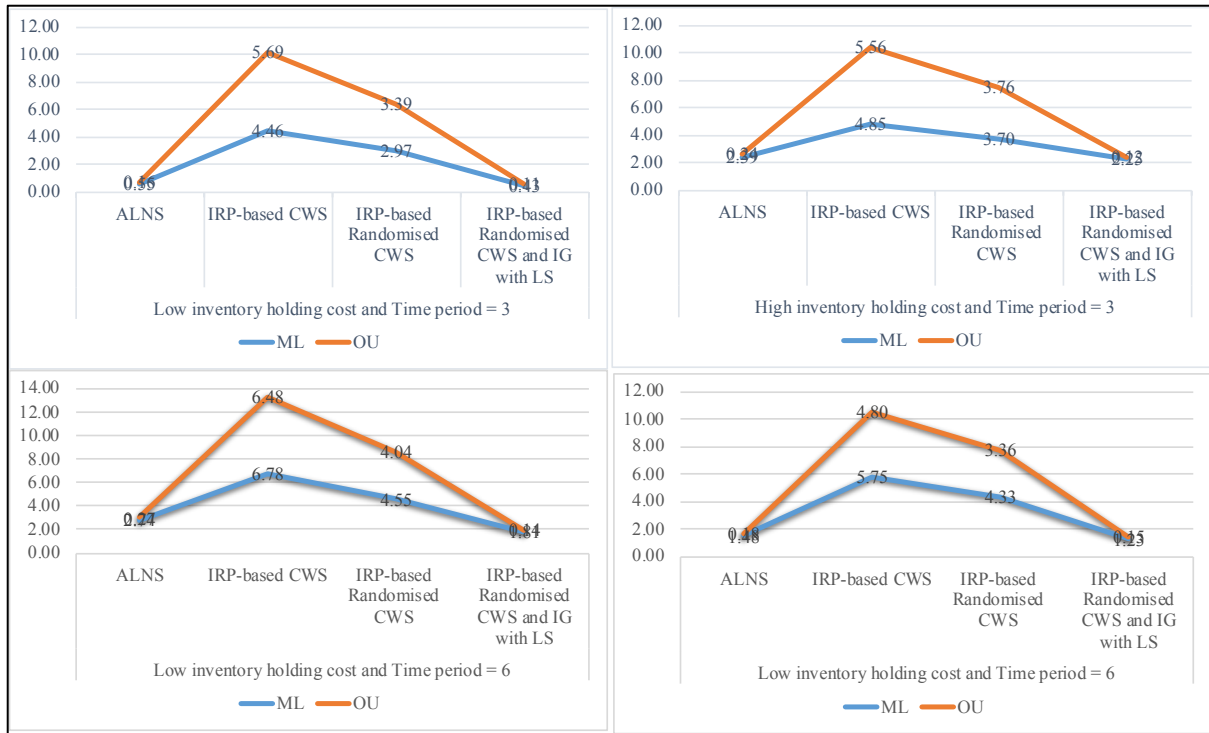 12.00
10.00
8.00
6.00
4.00
2.00
0.00
5.69
3.39
4.46
2.97
ALNS
IRP-based CWS
IRP-based
Randomised
CWS
IRP-based
Randomised
CWS and IG
with LS
Low inventory holding cost and Time period = 3
ML
OU
12.00
10.00
8.00
6.00
4.00
2.00
0.00
5.56
3.76
4.85
3.70
ALNS
IRP-based CWS
IRP-based
Randomised
CWS
IRP-based
Randomised
CWS and IG
with LS
High inventory holding cost and Time period = 3
ML
OU
14.00
12.00
10.00
8.00
6.00
4.00
2.00
0.00
6.48
4.04
6.78
4.55
ALNS
IRP-based CWS
IRP-based
Randomised
CWS
IRP-based
Randomised
CWS and IG
with LS
Low inventory holding cost and Time period = 6
ML
OU
12.00
10.00
8.00
6.00
4.00
2.00
0.00
4.80
3.36
5.75
4.33
ALNS
IRP-based CWS
IRP-based
Randomised
CWS
IRP-based
Randomised
CWS and IG
with LS
Low inventory holding cost and Time period = 6
ML
OU